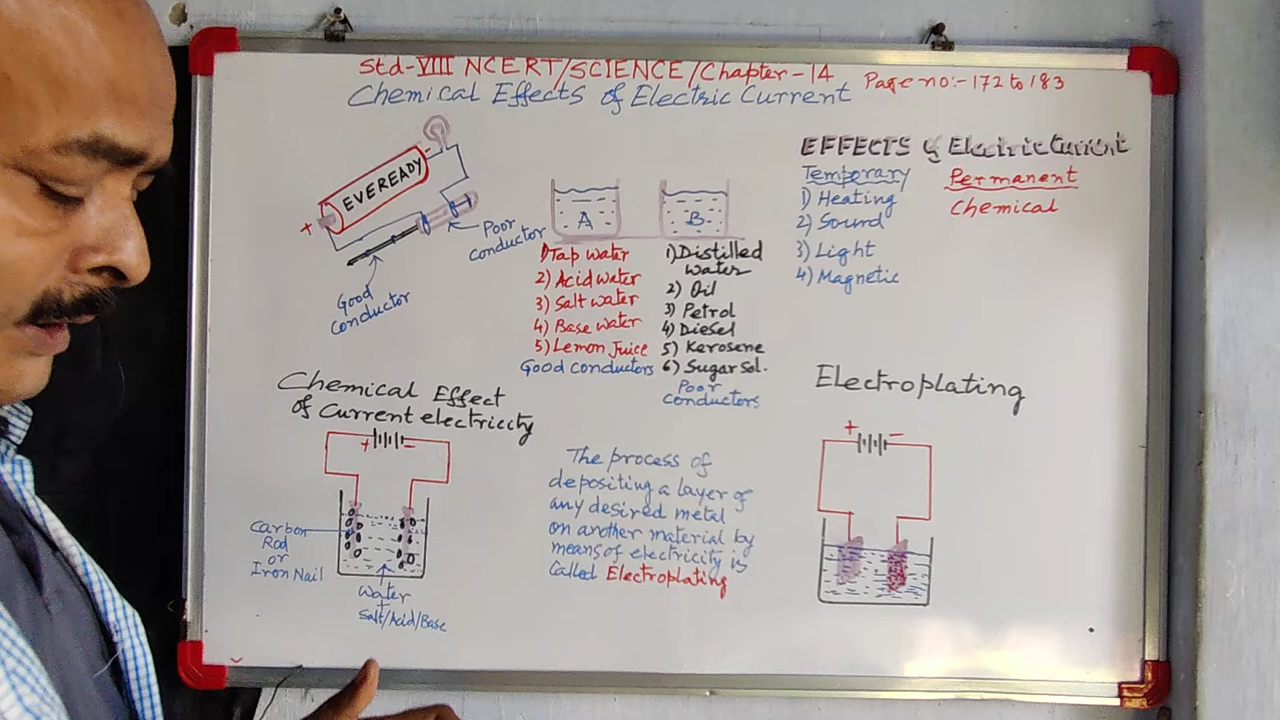 Std-VIII NCERT/SCIENCE/Chapter-14
Page no:-172 to 183
Chemical Effects of Electric Current
EVEREADY
-
+
Good
conductor
Poor
conductor
A
1) Tap water
2) Acid water
3) Salt water
4) Base water
5) Lemon Juice
Good conductors
B
1) Distilled
water
2) Oil
3) Petrol
4) Diesel
5) Kerosene
6) Sugar Sol.
Poor
conductors
EFFECTS of Electric Current
Temporary
1) Heating
2) Sound
3) Light
4) Magnetic
Permanent
Chemical
Chemical Effect
of Current electricity
+ -
Carbon
Rod
or
Iron Nail
Water
+
Salt/Acid/Base
The process of
depositing a layer of
any desired metal
on another material by
means of electricity is
Called Electroplating
Electroplating
+ -